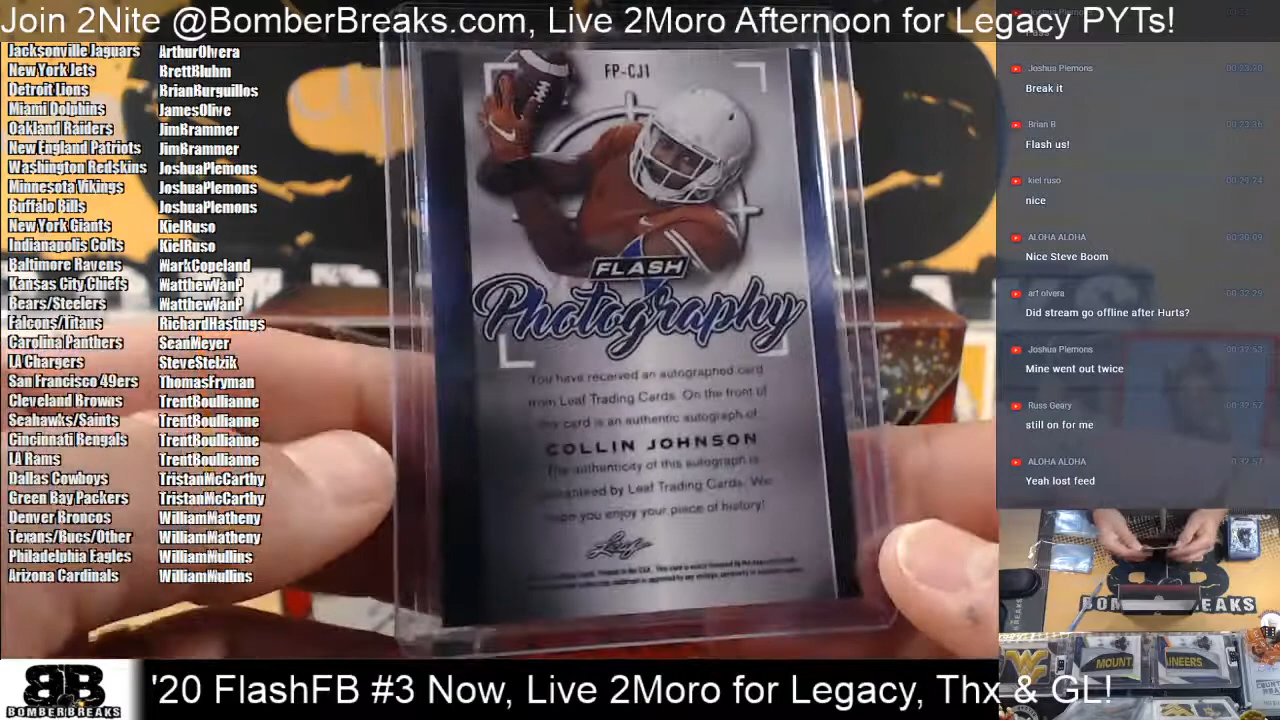 Join 2Nite @BomberBreaks.com, Live 2Moro Afternoon for Legacy PYTs!
Jacksonville Jaguars ArthurOlvera
New York Jets BrettBluhm
Detroit Lions BrianBurguillos
Miami Dolphins JamesOlive
Oakland Raiders JimBrammer
New England Patriots JimBrammer
Washington Redskins JoshuaPlemons
Minnesota Vikings JoshuaPlemons
Buffalo Bills JoshuaPlemons
New York Giants KielRuso
Indianapolis Colts KielRuso
Baltimore Ravens MarkCopeland
Kansas City Chiefs MatthewWanP
Bears/Steelers MatthewWanP
Falcons/Titans RichardHastings
Carolina Panthers SeanMeyer
LA Chargers SteveStelzik
San Francisco 49ers ThomasFryman
Cleveland Browns TrentBoullianne
Seahawks/Saints TrentBoullianne
Cincinnati Bengals TrentBoullianne
LA Rams TrentBoullianne
Dallas Cowboys TristanMcCarthy
Green Bay Packers TristanMcCarthy
Denver Broncos WilliamMatheny
Texans/Bucs/Other WilliamMatheny
Philadelphia Eagles WilliamMullins
Arizona Cardinals WilliamMullins
FP-CJ1
FLASH
Photography
You have received an autographed card
from Leaf Trading Cards. On the front of
this card is an authentic autograph of
COLLIN JOHNSON
The authenticity of this autograph is
guaranteed by Leaf Trading Cards. We
hope you enjoy your piece of history!
Leaf
Joshua Plemons
Break it
Brian B
Flash us!
kiel ruso
nice
ALOHA ALOHA
Nice Steve Boom
art olvera
Did stream go offline after Hurts?
Joshua Plemons
Mine went out twice
Russ Geary
still on for me
ALOHA ALOHA
Yeah lost feed
MOUNT AINEERS
BB
BOMBERBREAKS
'20 FlashFB #3 Now, Live 2Moro for Legacy, Thx & GL!